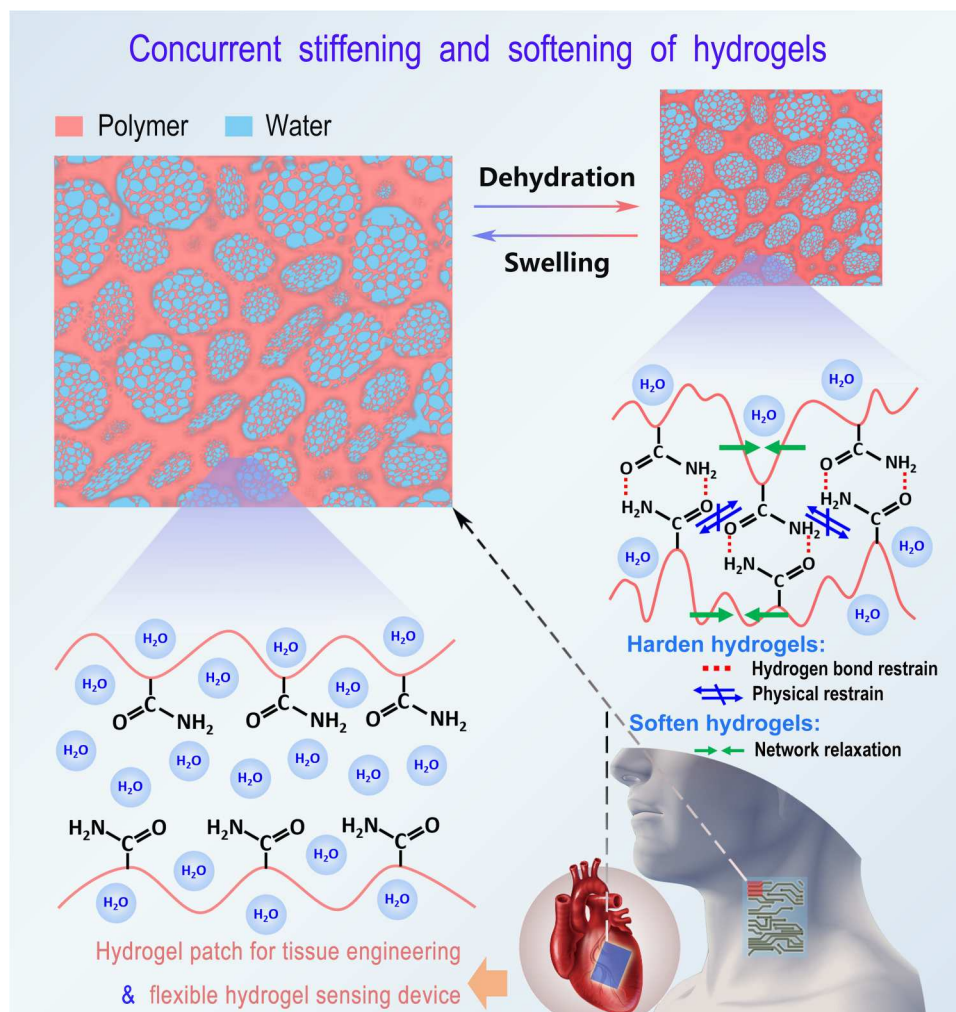 Concurrent stiffening and softening of hydrogels
Polymer
Water
Dehydration
Swelling
H₂O
H₂O
H₂O
O
NH₂
O
NH₂
H₂N
O
C
C
C
H₂N
O
C
O
NH₂
H₂O
H₂N
O
C
H₂O
H₂O
Harden hydrogels:
Hydrogen bond restrain
Physical restrain
Soften hydrogels:
Network relaxation
H₂O
H₂O
H₂O
H₂O
H₂O
H₂O
C
C
C
O
NH₂
O
NH₂
O
NH₂
H₂O
H₂O
H₂O
H₂O
H₂O
H₂O
H₂N
O
H₂N
O
H₂N
O
C
C
C
H₂O
H₂O
H₂O
H₂O
H₂O
Hydrogel patch for tissue engineering
& flexible hydrogel sensing device